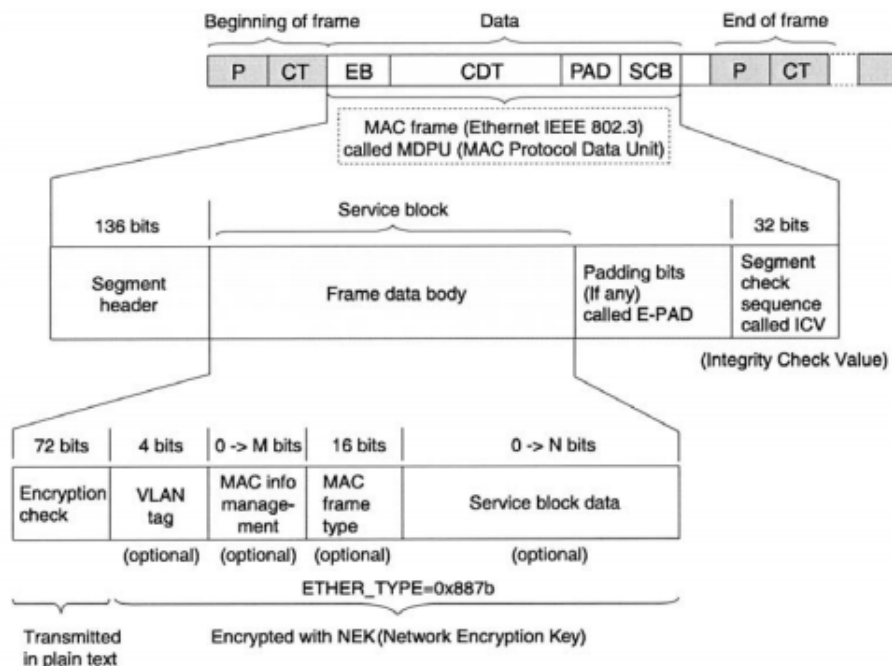 Beginning of frame Data End of frame
P CT EB CDT PAD SCB P CT
MAC frame (Ethernet IEEE 802.3)
called MDPU (MAC Protocol Data Unit)
136 bits Service block 32 bits
Segment
header
Frame data body
Padding bits
(If any)
called E-PAD
Segment
check
sequence
called ICV
(Integrity Check Value)
72 bits 4 bits 0 -> M bits 16 bits 0 -> N bits
Encryption
check
VLAN
tag
MAC info
manage-
ment
MAC
frame
type
Service block data
(optional) (optional) (optional) (optional)
ETHER_TYPE=0x887b
Transmitted
in plain text
Encrypted with NEK(Network Encryption Key)